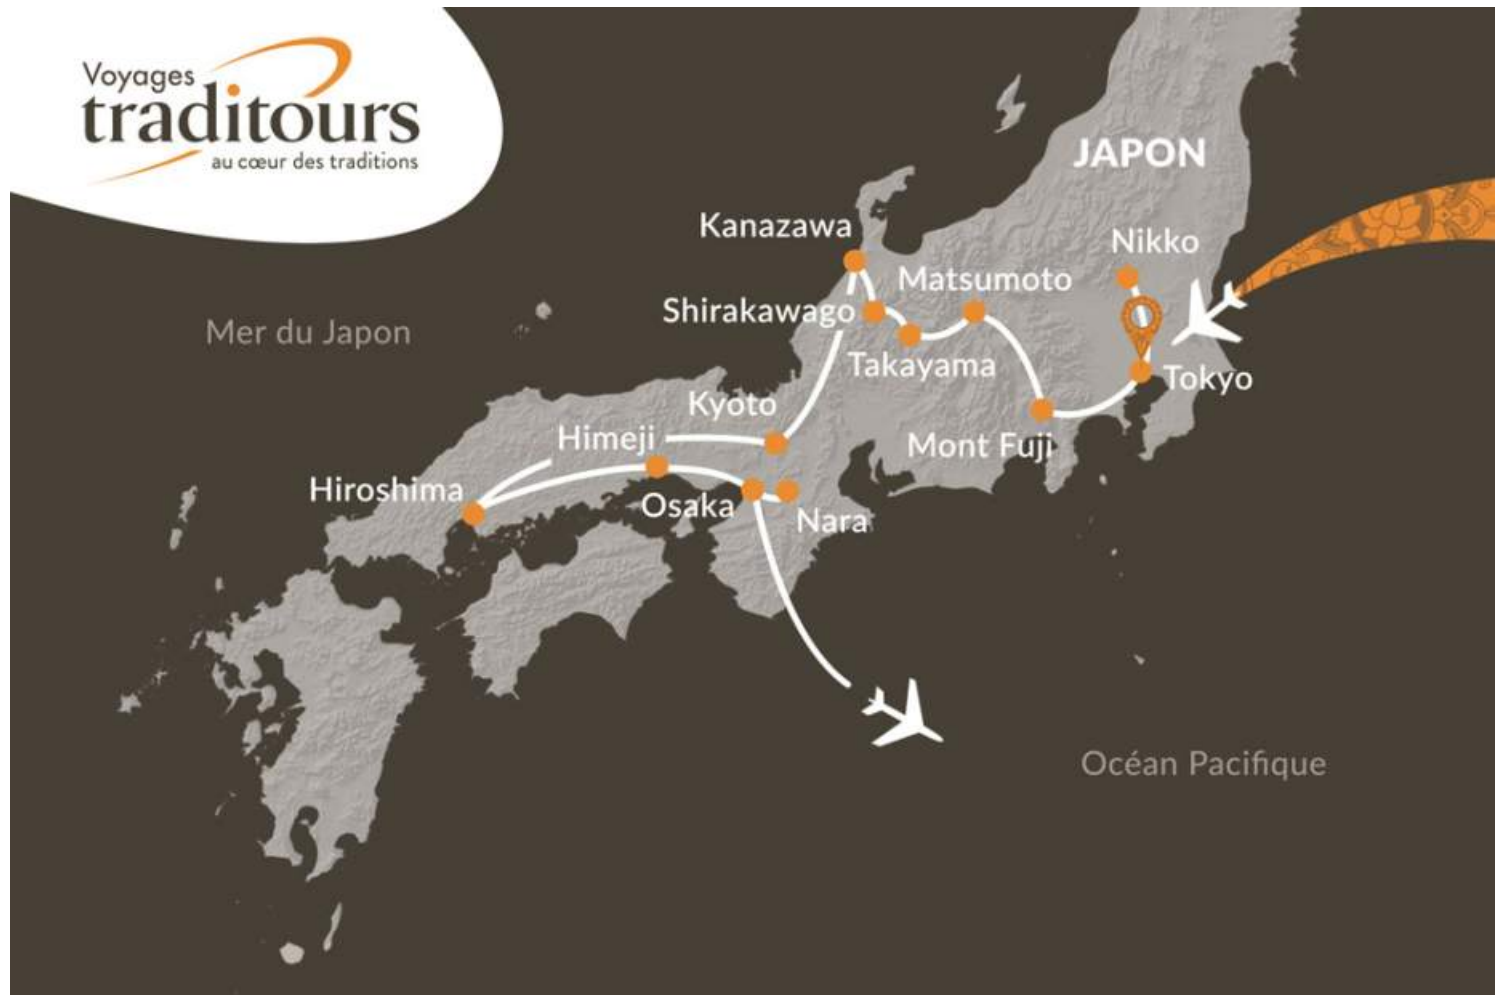 Voyages
traditours
au cœur des traditions
JAPON
Kanazawa
Nikko
Matsumoto
Shirakawago
Mer du Japon
Takayama
Tokyo
Kyoto
Himeji
Mont Fuji
Hiroshima
Osaka
Nara
Océan Pacifique